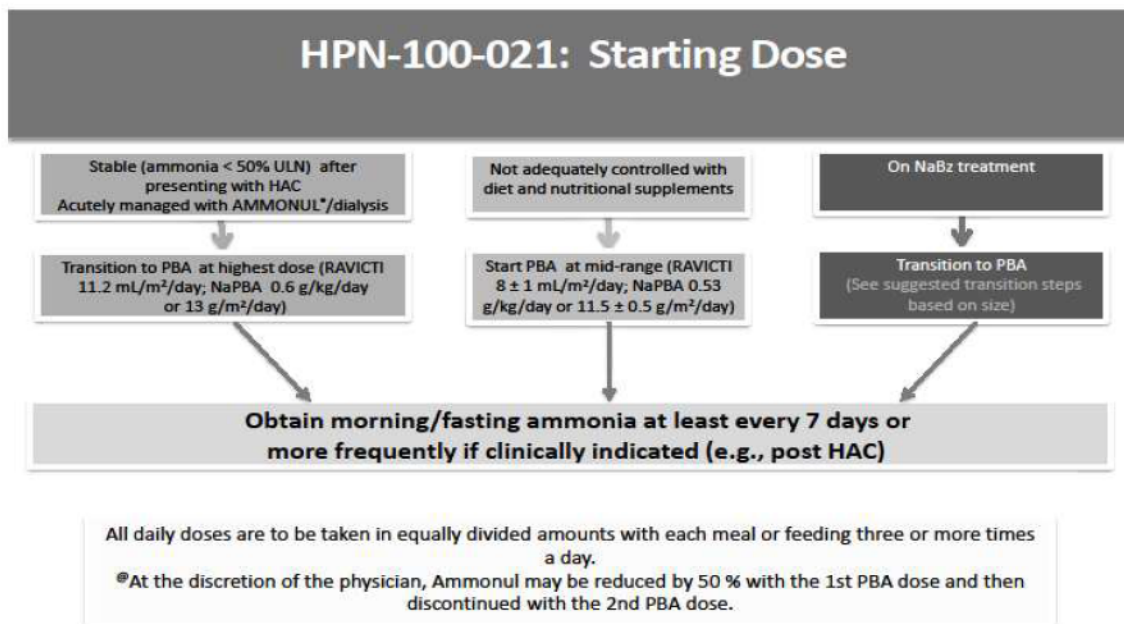 HPN-100-021: Starting Dose
Stable (ammonia < 50% ULN) after
presenting with HAC
Acutely managed with AMMONUL®/dialysis
Not adequately controlled with
diet and nutritional supplements
On NaBz treatment
Transition to PBA at highest dose (RAVICTI
11.2 mL/m²/day; NaPBA 0.6 g/kg/day
or 13 g/m²/day)
Start PBA at mid-range (RAVICTI
8 ± 1 mL/m²/day; NaPBA 0.53
g/kg/day or 11.5 ± 0.5 g/m²/day)
Transition to PBA
(See suggested transition steps
based on size)
Obtain morning/fasting ammonia at least every 7 days or
more frequently if clinically indicated (e.g., post HAC)
All daily doses are to be taken in equally divided amounts with each meal or feeding three or more times
a day.
@At the discretion of the physician, Ammonul may be reduced by 50 % with the 1st PBA dose and then
discontinued with the 2nd PBA dose.